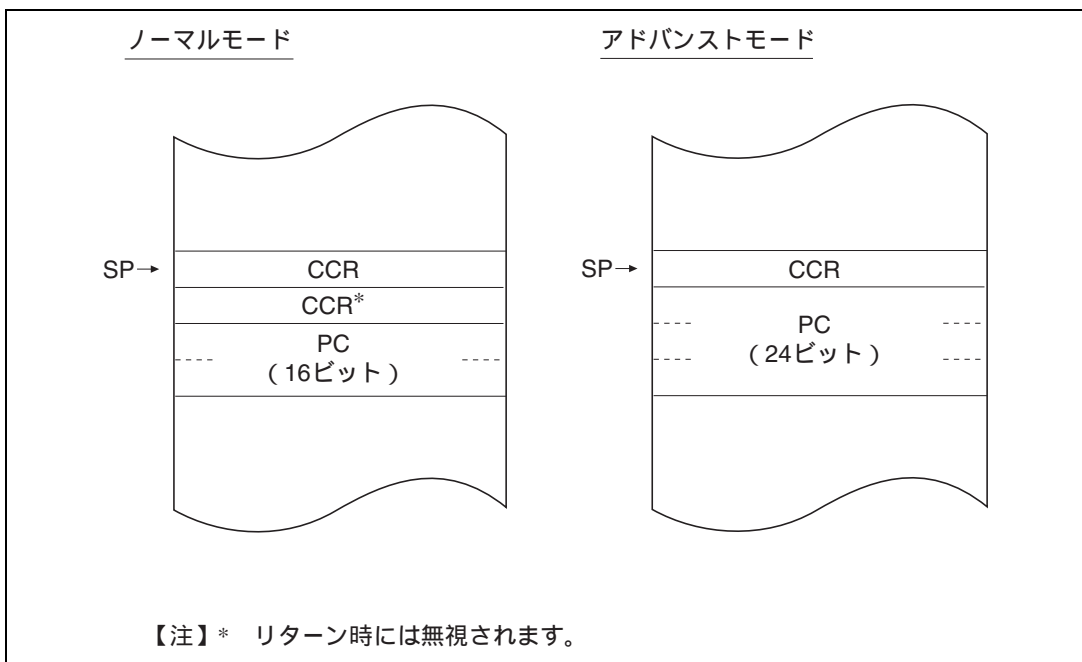 ノーマルモード
アドバンストモード
SP→
CCR
CCR*
PC
（16ビット）
SP→
CCR
PC
（24ビット）
【注】* リターン時には無視されます。